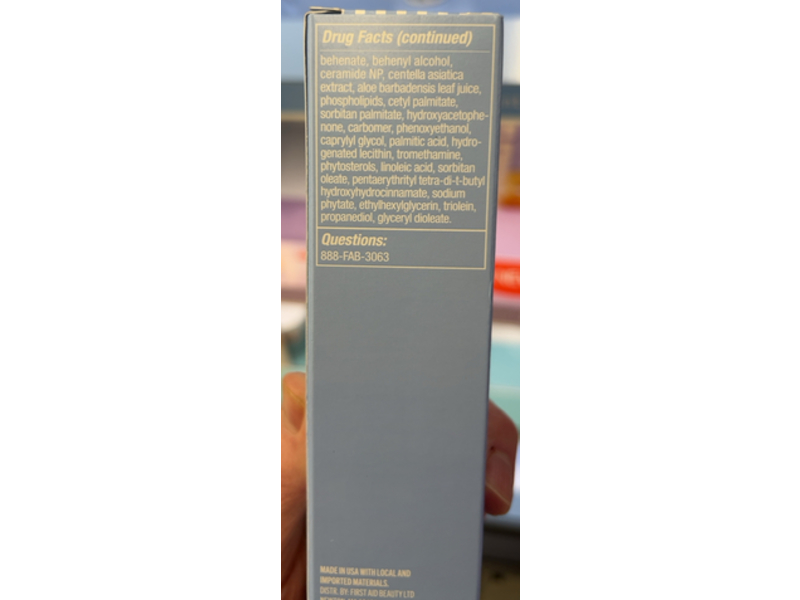 Drug Facts (continued)
behenate, behenyl alcohol,
ceramide NP, centella asiatica
extract, aloe barbadensis leaf juice,
phospholipids, cetyl palmitate,
sorbitan palmitate, hydroxyacetophe-
none, carbomer, phenoxyethanol,
caprylyl glycol, palmitic acid, hydro-
genated lecithin, tromethamine,
phytosterols, linoleic acid, sorbitan
oleate, pentaerythrityl tetra-di-t-butyl
hydroxyhydrocinnamate, sodium
phytate, ethylhexylglycerin, triolein,
propanediol, glyceryl dioleate.
Questions:
888-FAB-3063
MADE IN USA WITH LOCAL AND
IMPORTED MATERIALS.
DISTR. BY: FIRST AID BEAUTY LTD